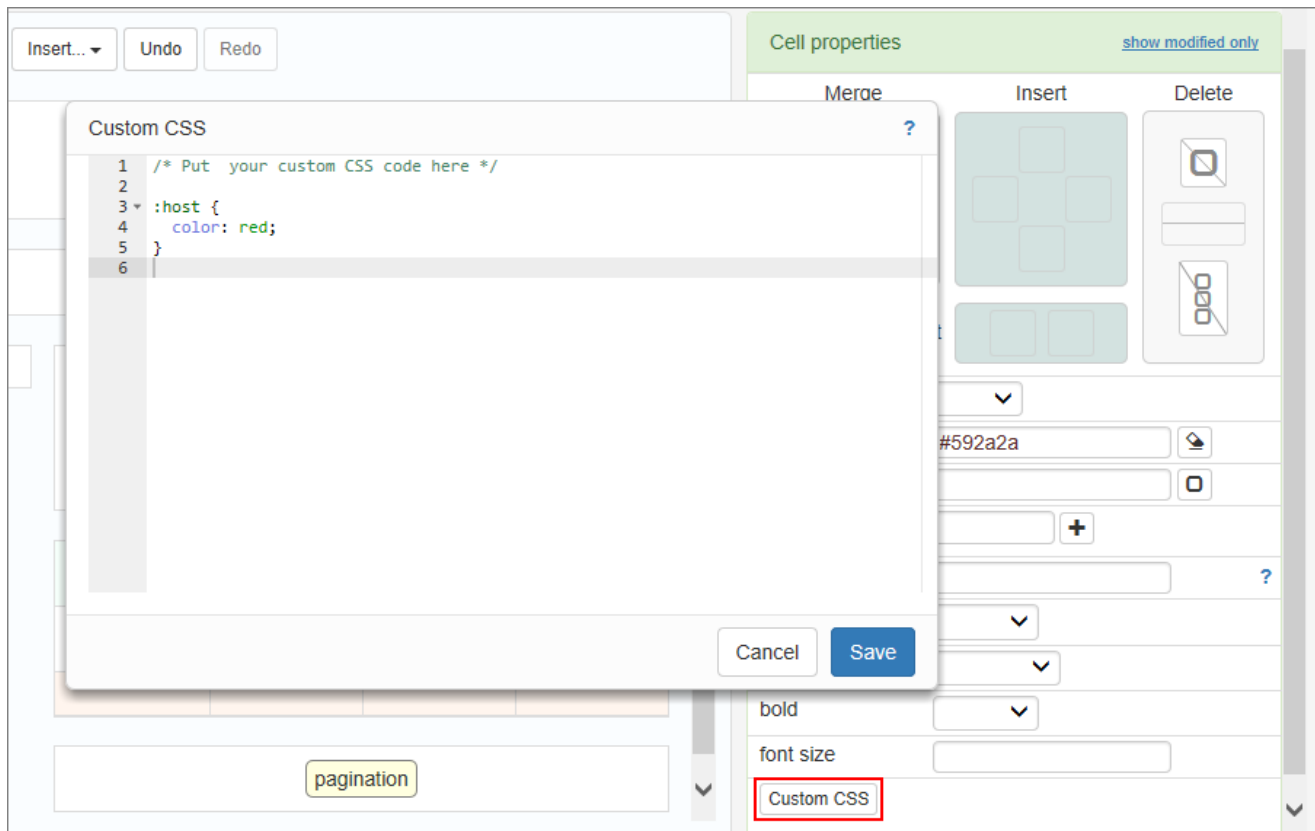 Insert...
Undo
Redo
Cell properties
show modified only
Merge
Insert
Delete
Custom CSS
?
1 /* Put  your custom CSS code here */
2
3 :host {
4   color: red;
5 }
6
#592a2a
?
Cancel
Save
bold
font size
pagination
Custom CSS